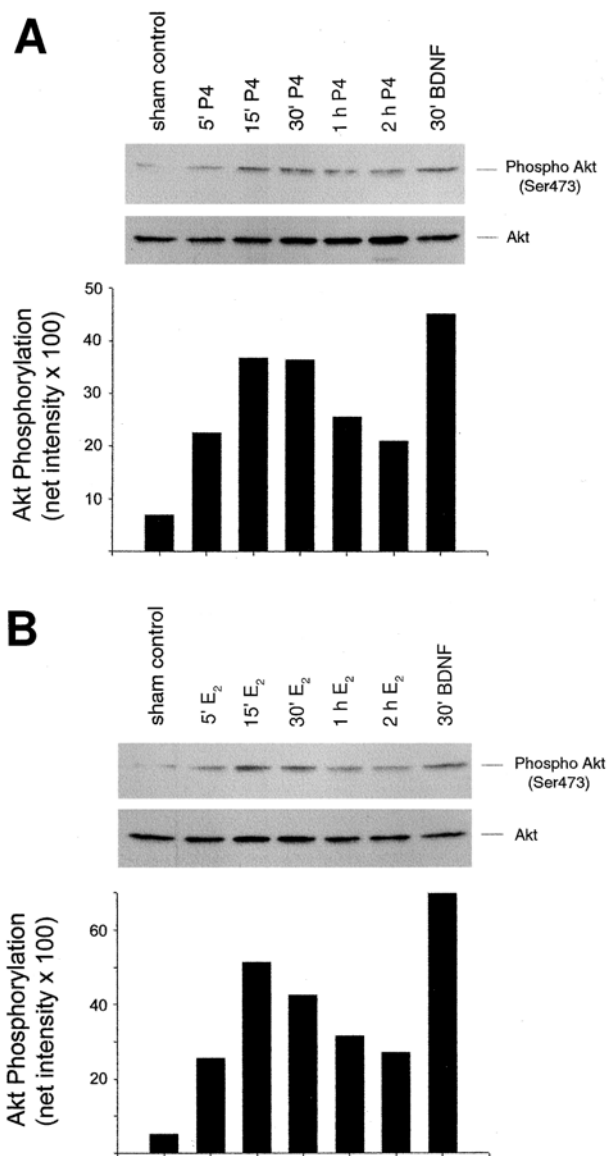 A
sham control
5' P4
15' P4
30' P4
1 h P4
2 h P4
30' BDNF
Phospho Akt
(Ser473)
Akt
Akt Phosphorylation
(net intensity x 100)
50
40
30
20
10
B
sham control
5' E₂
15' E₂
30' E₂
1 h E₂
2 h E₂
30' BDNF
Phospho Akt
(Ser473)
Akt
Akt Phosphorylation
(net intensity x 100)
60
40
20